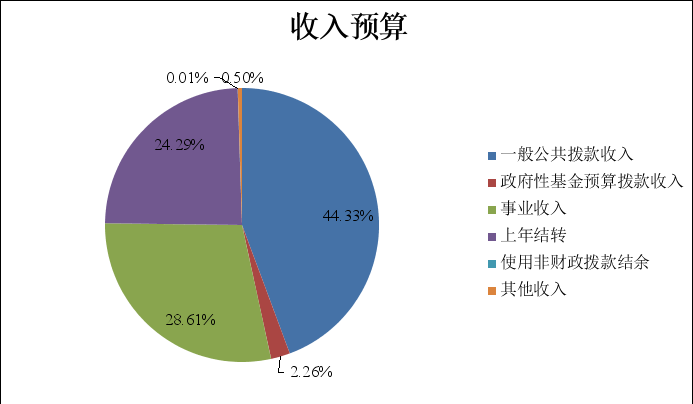 收入预算
0.01%
0.50%
24.29%
44.33%
28.61%
2.26%
一般公共拨款收入
政府性基金预算拨款收入
事业收入
上年结转
使用非财政拨款结余
其他收入